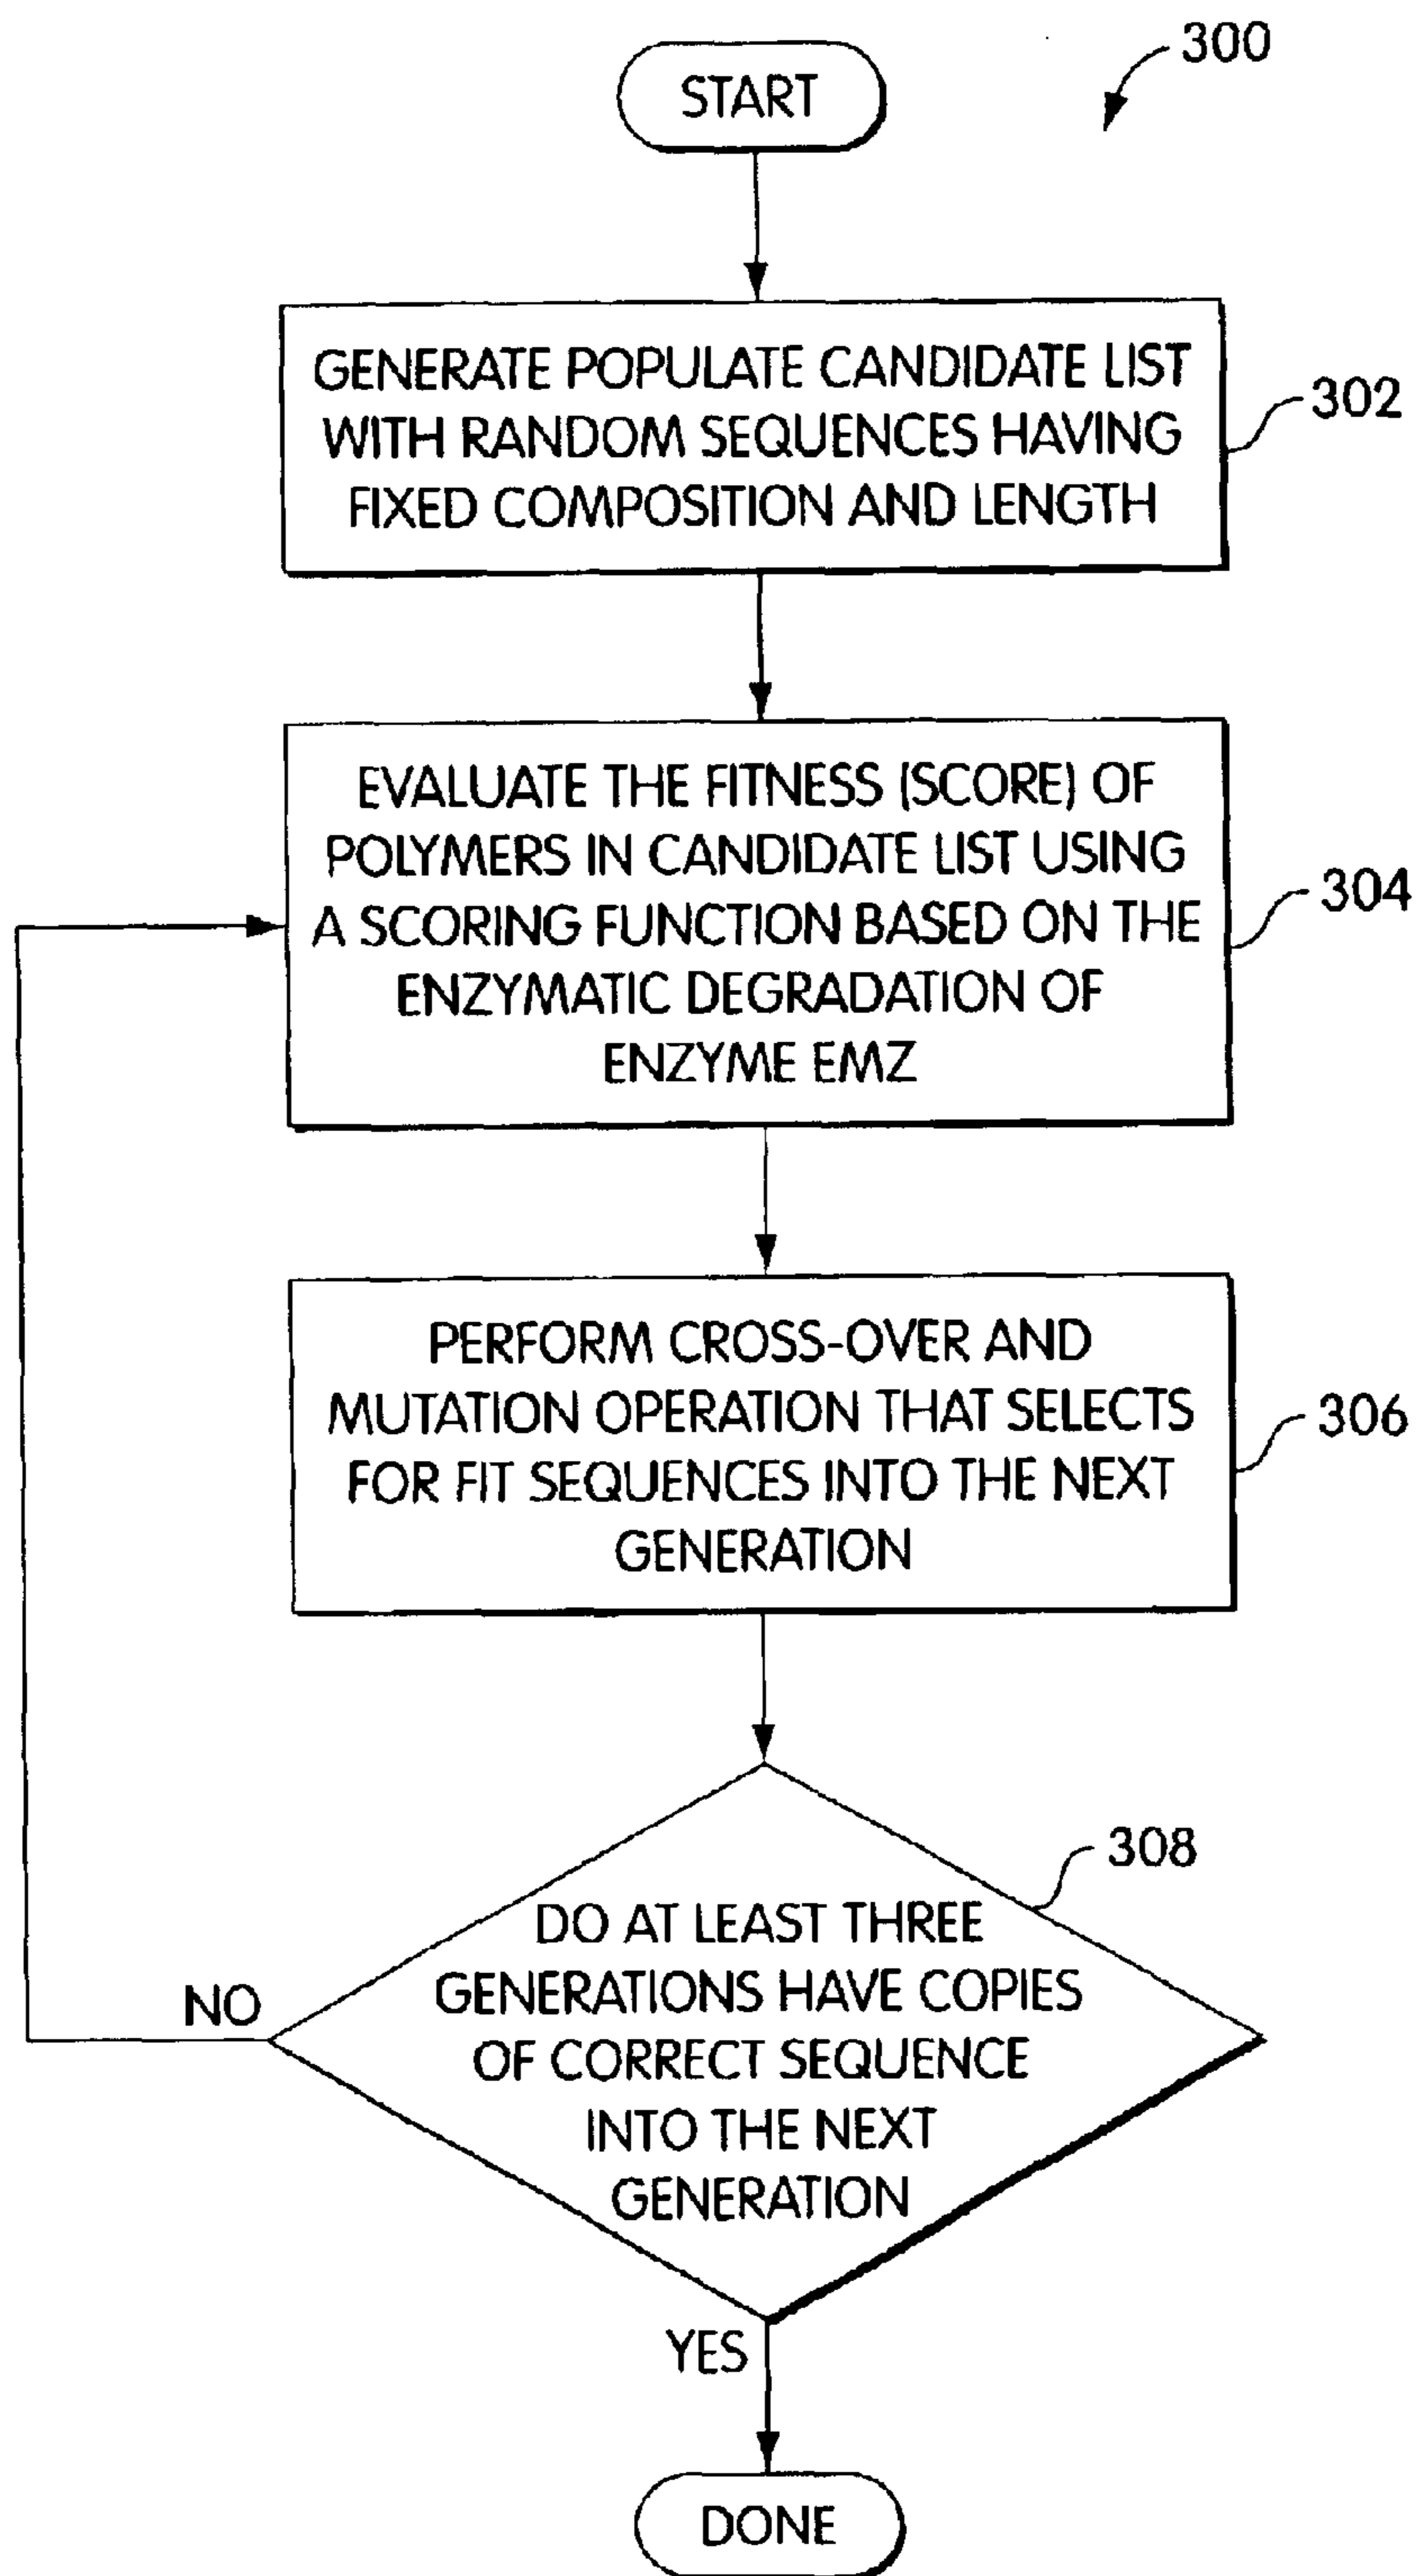 300
START
GENERATE POPULATE CANDIDATE LIST
WITH RANDOM SEQUENCES HAVING
FIXED COMPOSITION AND LENGTH
302
EVALUATE THE FITNESS (SCORE) OF
POLYMERS IN CANDIDATE LIST USING
A SCORING FUNCTION BASED ON THE
ENZYMATIC DEGRADATION OF
ENZYME EMZ
304
PERFORM CROSS-OVER AND
MUTATION OPERATION THAT SELECTS
FOR FIT SEQUENCES INTO THE NEXT
GENERATION
306
308
DO AT LEAST THREE
GENERATIONS HAVE COPIES
OF CORRECT SEQUENCE
INTO THE NEXT
GENERATION
NO
YES
DONE